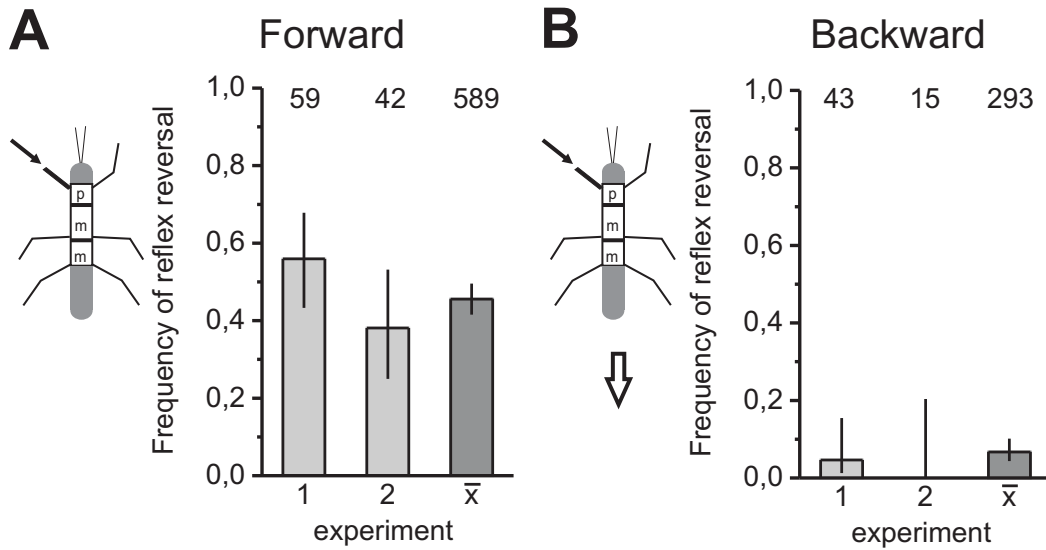 A
Forward
Frequency of reflex reversal
1,0
0,8
0,6
0,4
0,2
0,0
59 42 589
p
m
m
1 2 x̄
experiment
B
Backward
Frequency of reflex reversal
1,0
0,8
0,6
0,4
0,2
0,0
43 15 293
p
m
m
1 2 x̄
experiment